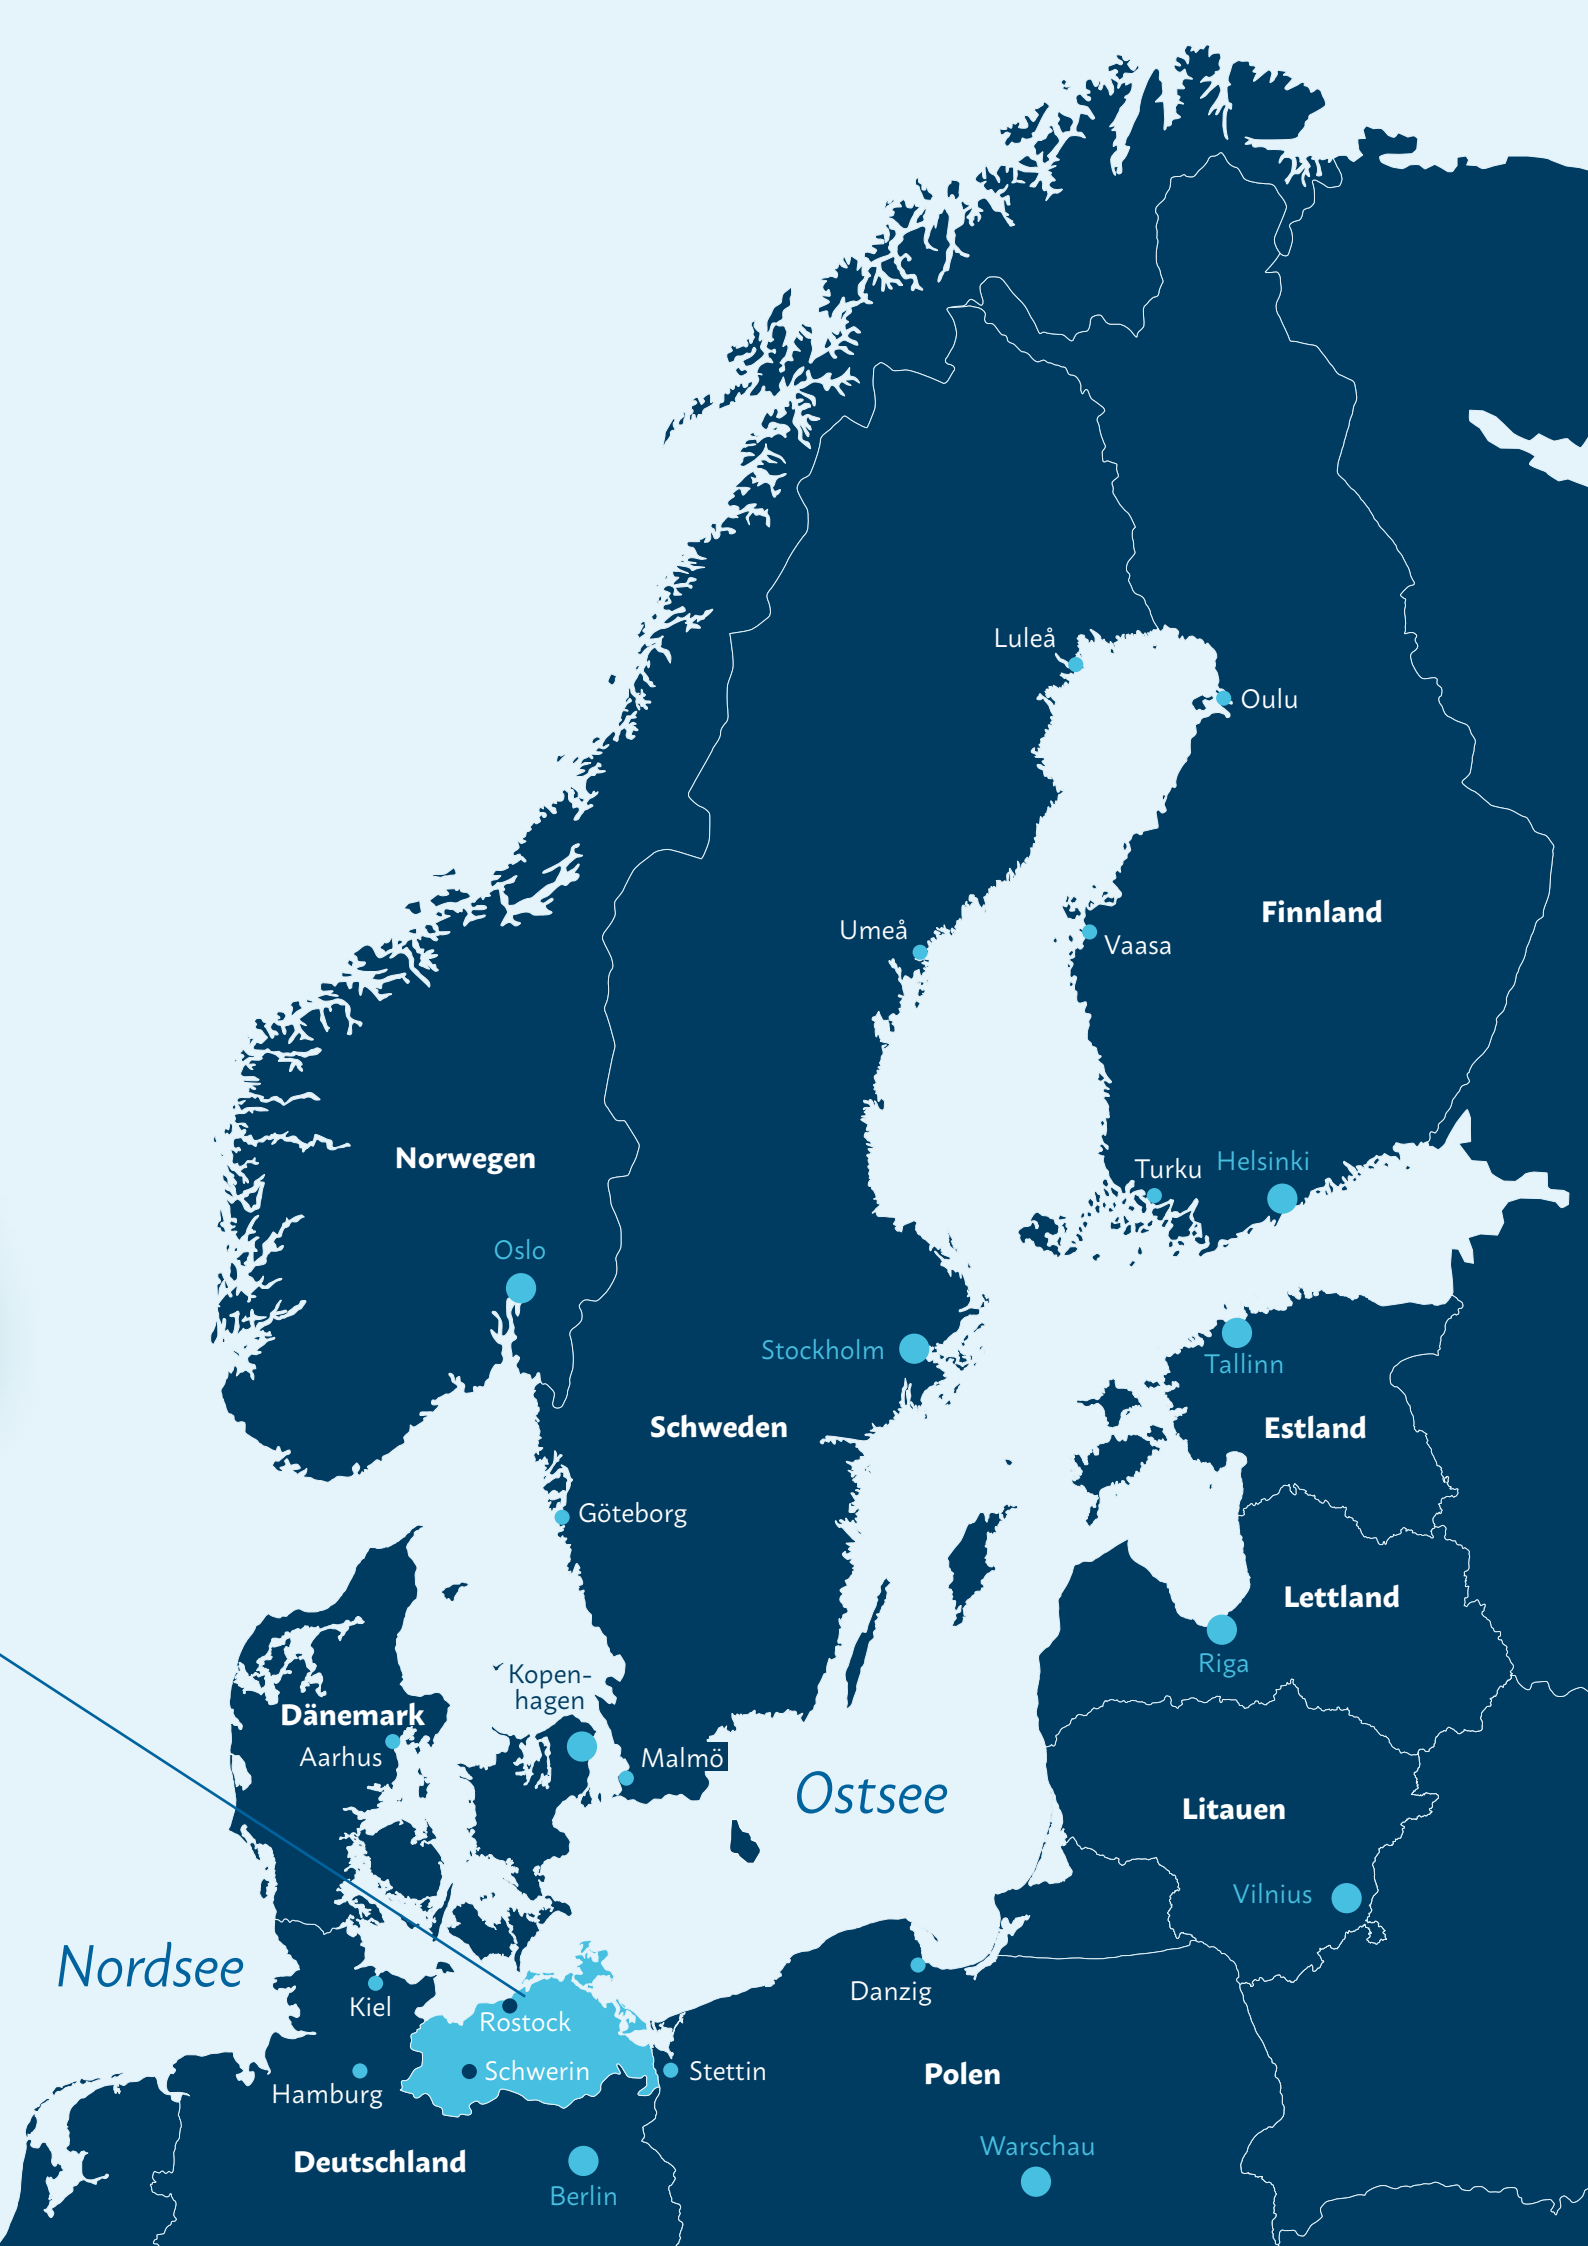 Luleå
Oulu
Finnland
Umeå
Vaasa
Norwegen
Turku
Helsinki
Oslo
Stockholm
Tallinn
Schweden
Estland
Göteborg
Lettland
Riga
Kopen-
hagen
Dänemark
Aarhus
Malmö
Ostsee
Litauen
Vilnius
Nordsee
Danzig
Kiel
Rostock
Schwerin
Stettin
Polen
Hamburg
Warschau
Deutschland
Berlin